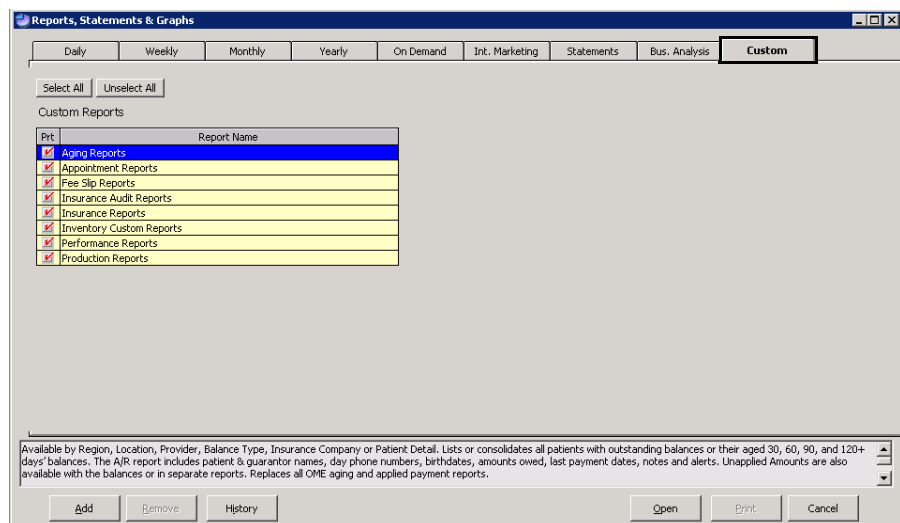 Reports, Statements & Graphs
Daily Weekly Monthly Yearly On Demand Int. Marketing Statements Bus. Analysis Custom
Select All Unselect All
Custom Reports
Prt Report Name
Aging Reports
Appointment Reports
Fee Slip Reports
Insurance Audit Reports
Insurance Reports
Inventory Custom Reports
Performance Reports
Production Reports
Available by Region, Location, Provider, Balance Type, Insurance Company or Patient Detail. Lists or consolidates all patients with outstanding balances or their aged 30, 60, 90, and 120+
days' balances. The A/R report includes patient & guarantor names, day phone numbers, birthdates, amounts owed, last payment dates, notes and alerts. Unapplied Amounts are also
available with the balances or in separate reports. Replaces all OME aging and applied payment reports.
Add Remove History Open Print Cancel